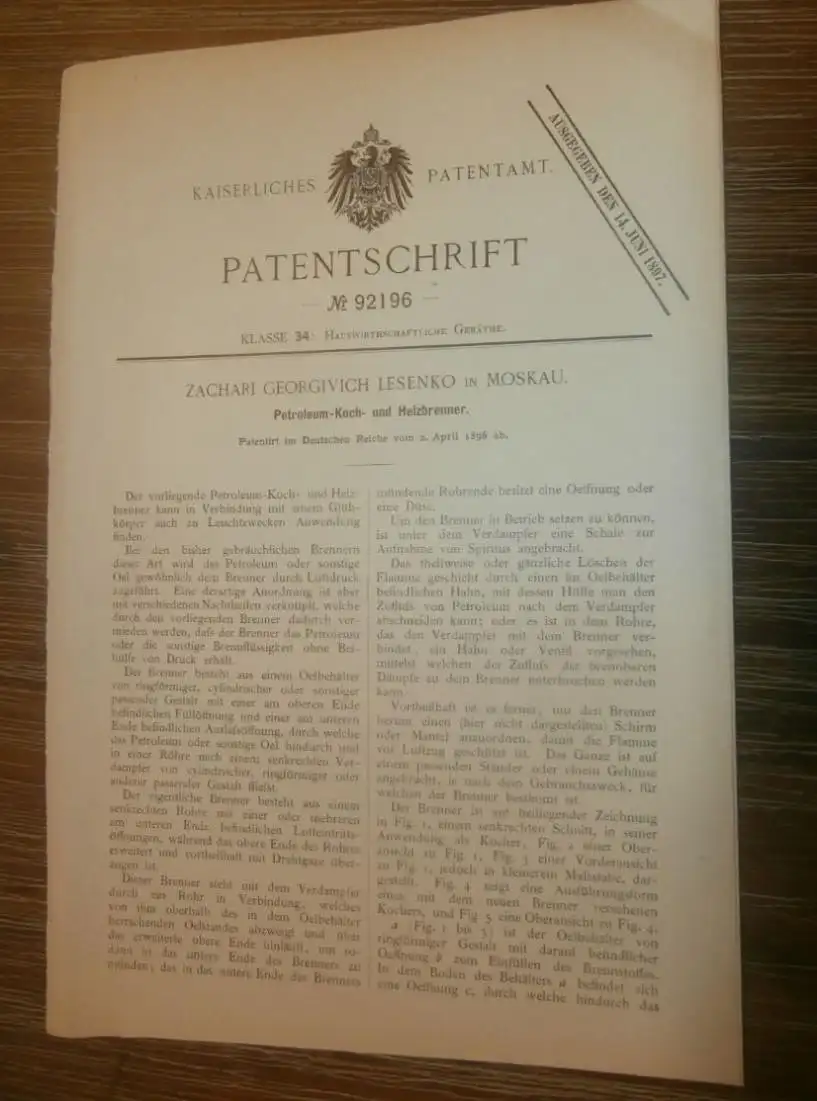 KAISERLICHES PATENTAMT.
AUSGEGEBEN DEN 14. JUNI 1897.
PATENTSCHRIFT
— № 92196 —
KLASSE 34: HAUSWIRTHSCHAFTLICHE GERÄTHE.
ZACHARI GEORGIVICH LESENKO IN MOSKAU.
Petroleum-Koch- und Heizbrenner.
Patentirt im Deutschen Reiche vom 2. April 1896 ab.
Der vorliegende Petroleum-Koch- und Heiz-
brenner kann in Verbindung mit einem Glüh-
körper auch zu Leuchtzwecken Anwendung
finden.
Bei den bisher gebräuchlichen Brennern
dieser Art wird das Petroleum oder sonstige
Oel gewöhnlich dem Brenner durch Luftdruck
zugeführt. Eine derartige Anordnung ist aber
mit verschiedenen Nachtheilen verknüpft, welche
durch den vorliegenden Brenner dadurch ver-
mieden werden, dafs der Brenner das Petroleum
oder die sonstige Brennflüssigkeit ohne Bei-
hülfe von Druck erhält.
Der Brenner besteht aus einem Oelbehälter
von ringförmiger, cylindrischer oder sonstiger
passender Gestalt mit einer am oberen Ende
befindlichen Füllöffnung und einer am unteren
Ende befindlichen Auslafsöffnung, durch welche
das Petroleum oder sonstige Oel hindurch und
in einer Röhre nach einem senkrechten Ver-
dampfer von cylindrischer, ringförmiger oder
anderer passender Gestalt fliefst.
Der eigentliche Brenner besteht aus einem
senkrechten Rohre mit einer oder mehreren
am unteren Ende befindlichen Lufteintritts-
öffnungen, während das obere Ende des Rohres
erweitert und vortheilhaft mit Drahtgaze über-
zogen ist.
Dieser Brenner steht mit dem Verdampfer
durch ein Rohr in Verbindung, welches
von ihm oberhalb des in dem Oelbehälter
herrschenden Oelstandes abzweigt und über
das erweiterte obere Ende umläuft, um so-
dann in das untere Ende des Brenners zu
münden; das in das untere Ende des Brenners
mündende Rohrende besitzt eine Oeffnung oder
eine Düse.
Um den Brenner in Betrieb setzen zu können,
ist unter dem Verdampfer eine Schale zur
Aufnahme von Spiritus angebracht.
Das theilweise oder gänzliche Löschen der
Flamme geschieht durch einen im Oelbehälter
befindlichen Hahn, mit dessen Hülfe man den
Zuflufs von Petroleum nach dem Verdampfer
abschneiden kann; oder es ist in dem Rohre,
das den Verdampfer mit dem Brenner ver-
bindet, ein Hahn oder Ventil vorgesehen,
mittelst welchen der Zuflufs der brennbaren
Dämpfe zu dem Brenner unterbrochen werden
kann.
Vortheilhaft ist es ferner, um den Brenner
herum einen (hier nicht dargestellten) Schirm
oder Mantel anzuordnen, damit die Flamme
vor Luftzug geschützt ist. Das Ganze ist auf
einem passenden Ständer oder einem Gehäuse
angebracht, je nach dem Gebrauchszweck, für
welchen der Brenner bestimmt ist.
Der Brenner ist auf beiliegender Zeichnung
in Fig. 1, einem senkrechten Schnitt, in seiner
Anwendung als Kocher, Fig. 2 einer Ober-
ansicht zu Fig. 1, Fig. 3 einer Vorderansicht
zu Fig. 1, jedoch in kleinerem Mafsstabe, dar-
gestellt. Fig. 4 zeigt eine Ausführungsform
eines mit dem neuen Brenner versehenen
Kochers, und Fig. 5 eine Oberansicht zu Fig. 4.
a Fig. 1 bis 5) ist der Oelbehälter von
ringförmiger Gestalt mit darauf befindlicher
Oeffnung b zum Einfüllen des Brennstoffes.
In dem Boden des Behälters a befindet sich
eine Oeffnung c, durch welche hindurch das